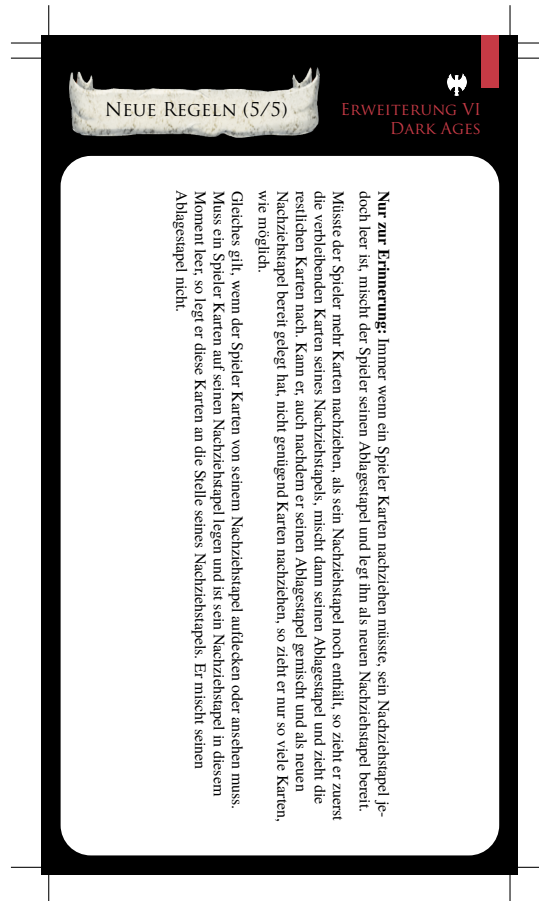 Neue Regeln (5/5)
Erweiterung VI
Dark Ages
Nur zur Erinnerung: Immer wenn ein Spieler Karten nachziehen müsste, sein Nachziehstapel je-
doch leer ist, mischt der Spieler seinen Ablagestapel und legt ihn als neuen Nachziehstapel bereit.
Müsste der Spieler mehr Karten nachziehen, als sein Nachziehstapel noch enthält, so zieht er zuerst
die verbleibenden Karten seines Nachziehstapels, mischt dann seinen Ablagestapel und zieht die
restlichen Karten nach. Kann er, auch nachdem er seinen Ablagestapel gemischt und als neuen
Nachziehstapel bereit gelegt hat, nicht genügend Karten nachziehen, so zieht er nur so viele Karten,
wie möglich.
Gleiches gilt, wenn der Spieler Karten von seinem Nachziehstapel aufdecken oder ansehen muss.
Muss ein Spieler Karten auf seinen Nachziehstapel legen und ist sein Nachziehstapel in diesem
Moment leer, so legt er diese Karten an die Stelle seines Nachziehstapels. Er mischt seinen
Ablagestapel nicht.